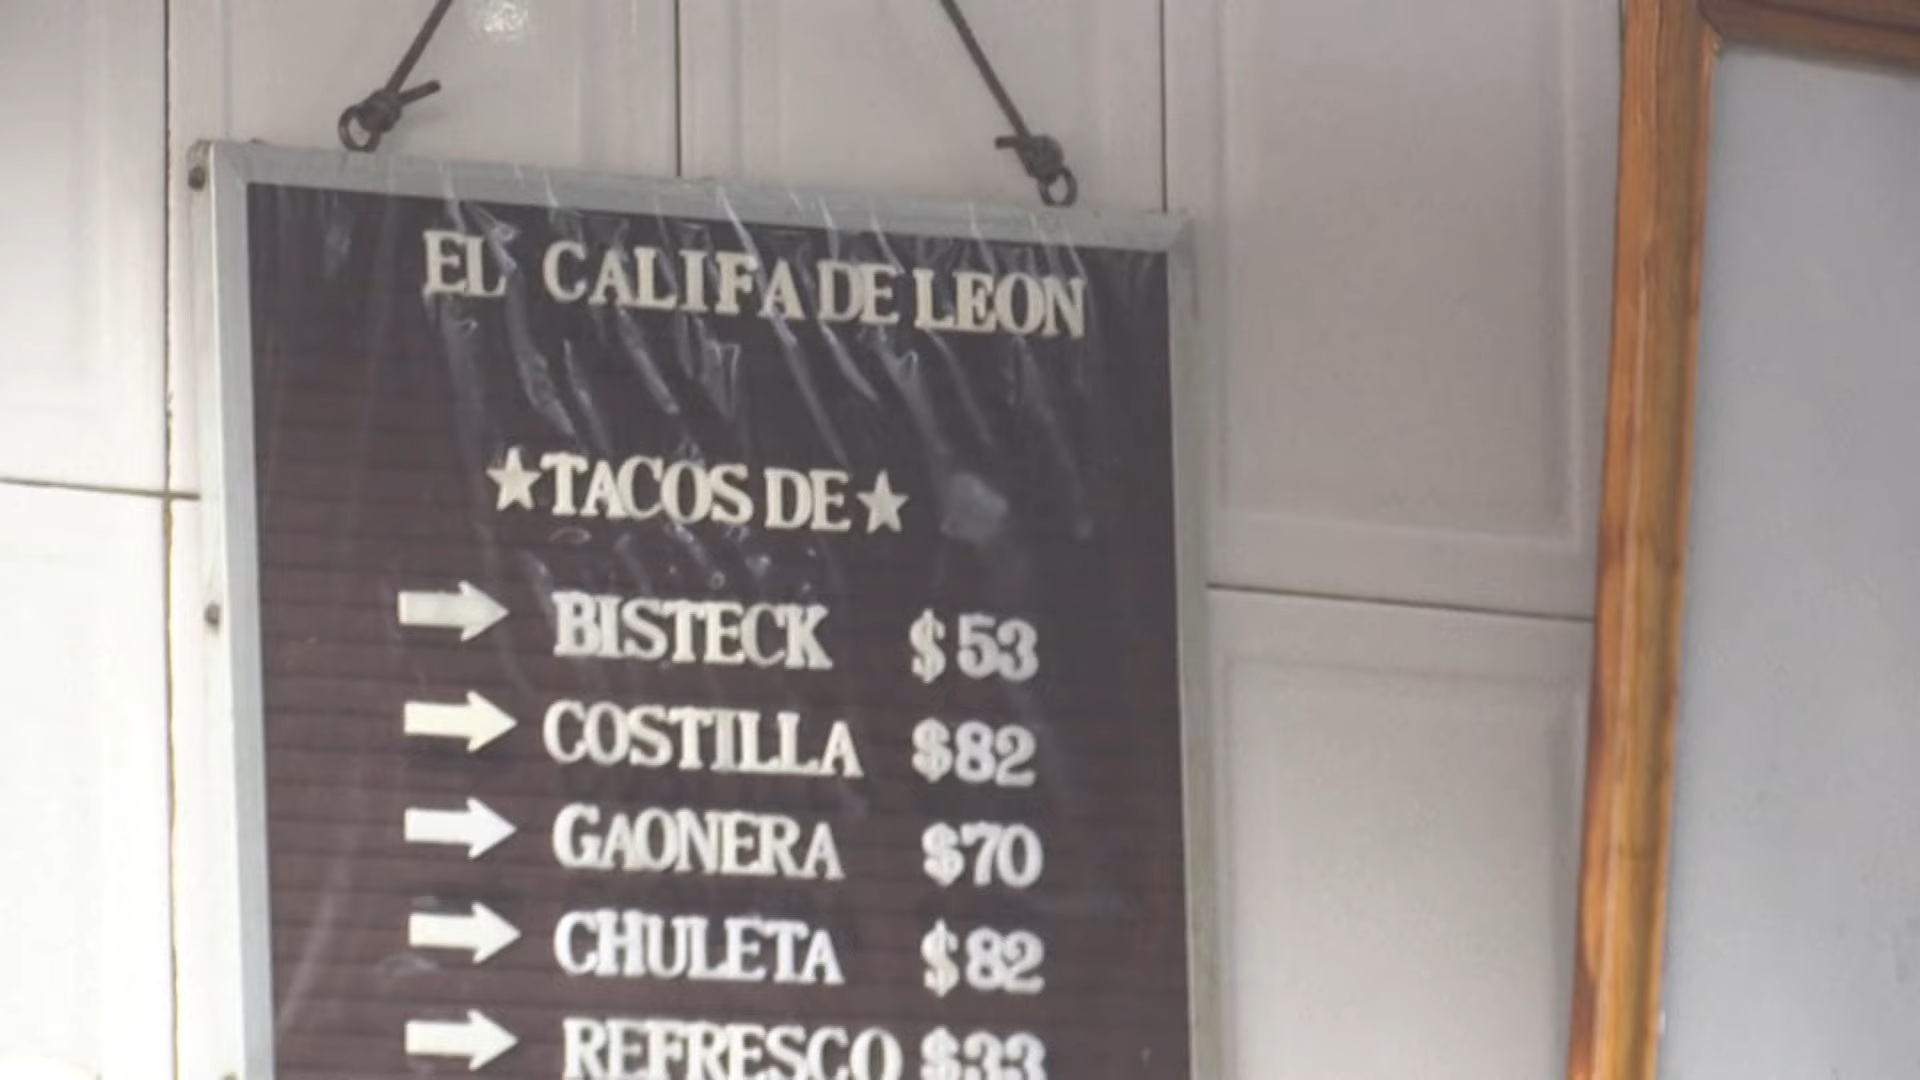 EL CALIFA DE LEON
★TACOS DE★
BISTECK $53
COSTILLA $82
GAONERA $70
CHULETA $82
REFRESCO $33